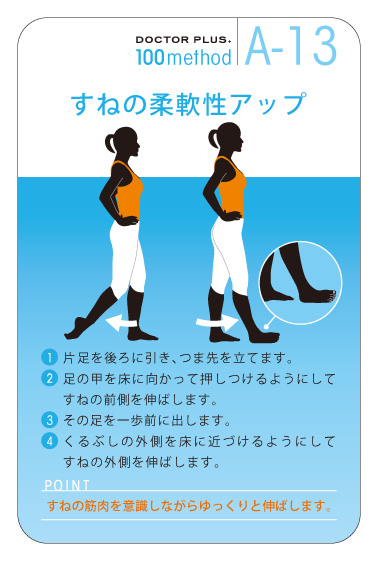 DOCTOR PLUS.
100method
A-13
すねの柔軟性アップ
1 片足を後ろに引き、つま先を立てます。
2 足の甲を床に向かって押しつけるようにして
すねの前側を伸ばします。
3 その足を一歩前に出します。
4 くるぶしの外側を床に近づけるようにして
すねの外側を伸ばします。
POINT
すねの筋肉を意識しながらゆっくりと伸ばします。